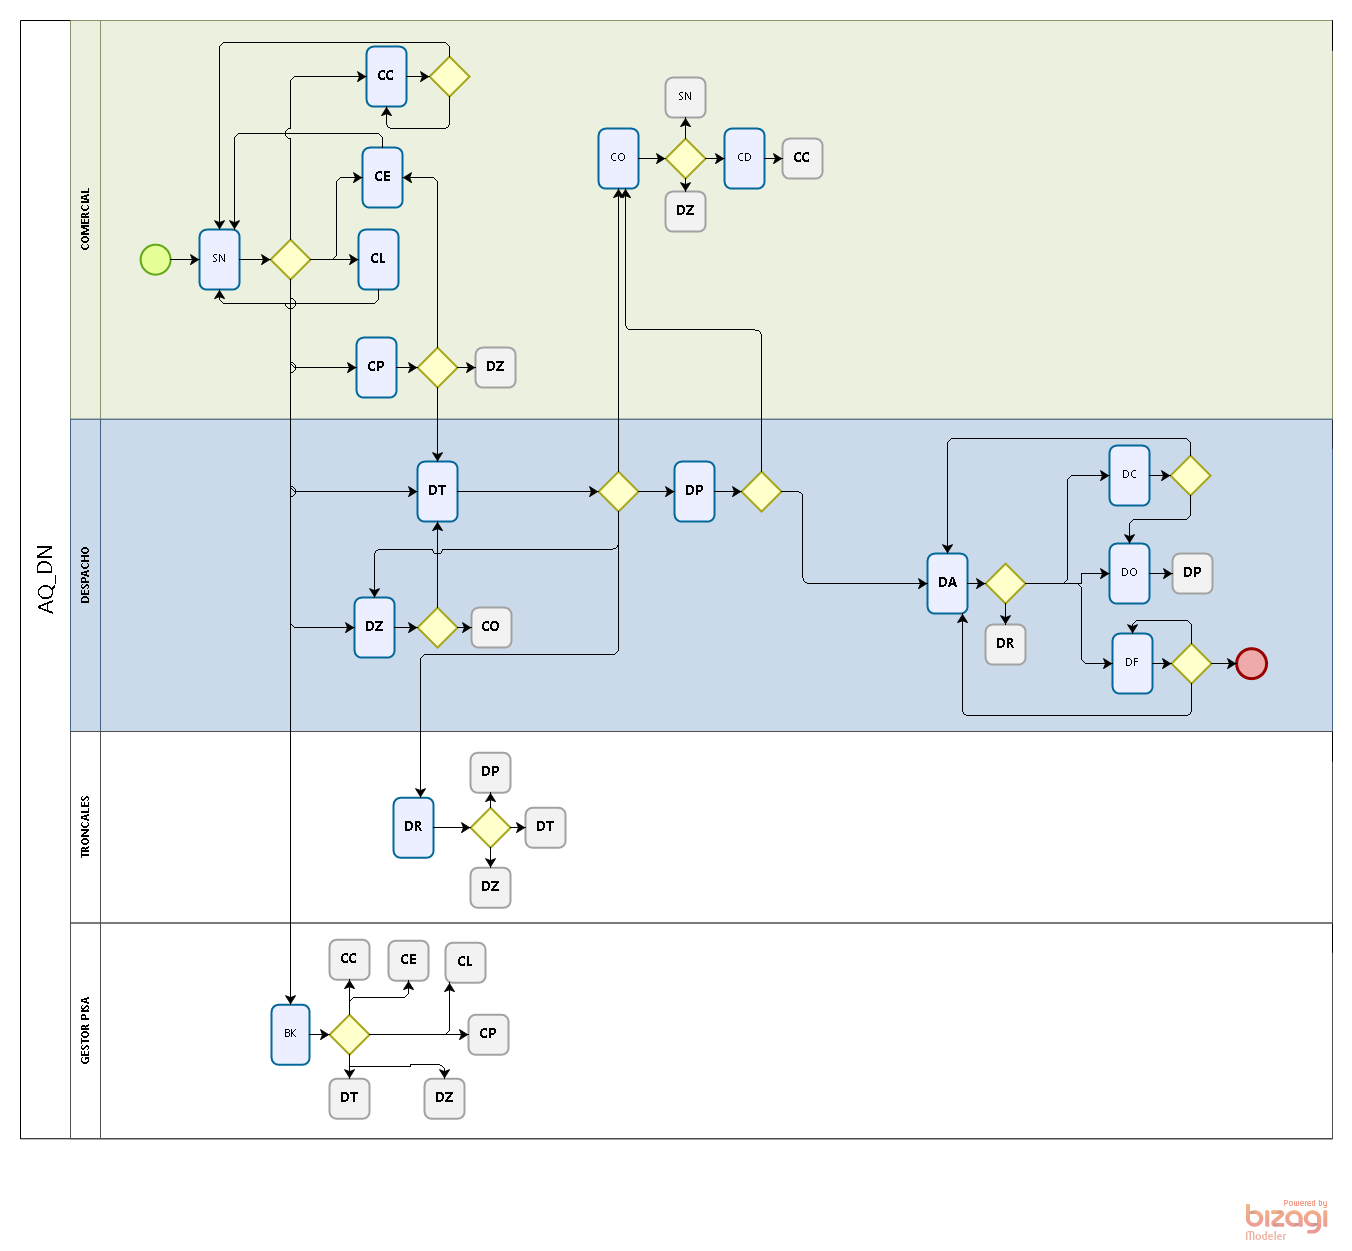 AQ_DN
COMERCIAL
CC
SN
CE
CO
CD
CC
DZ
SN
CL
CP
DZ
DESPACHO
DT
DP
DC
DA
DO
DP
DZ
CO
DR
DF
TRONCALES
DP
DR
DT
DZ
GESTOR PISA
CC
CE
CL
BK
CP
DT
DZ
Powered by
bizagi
Modeler